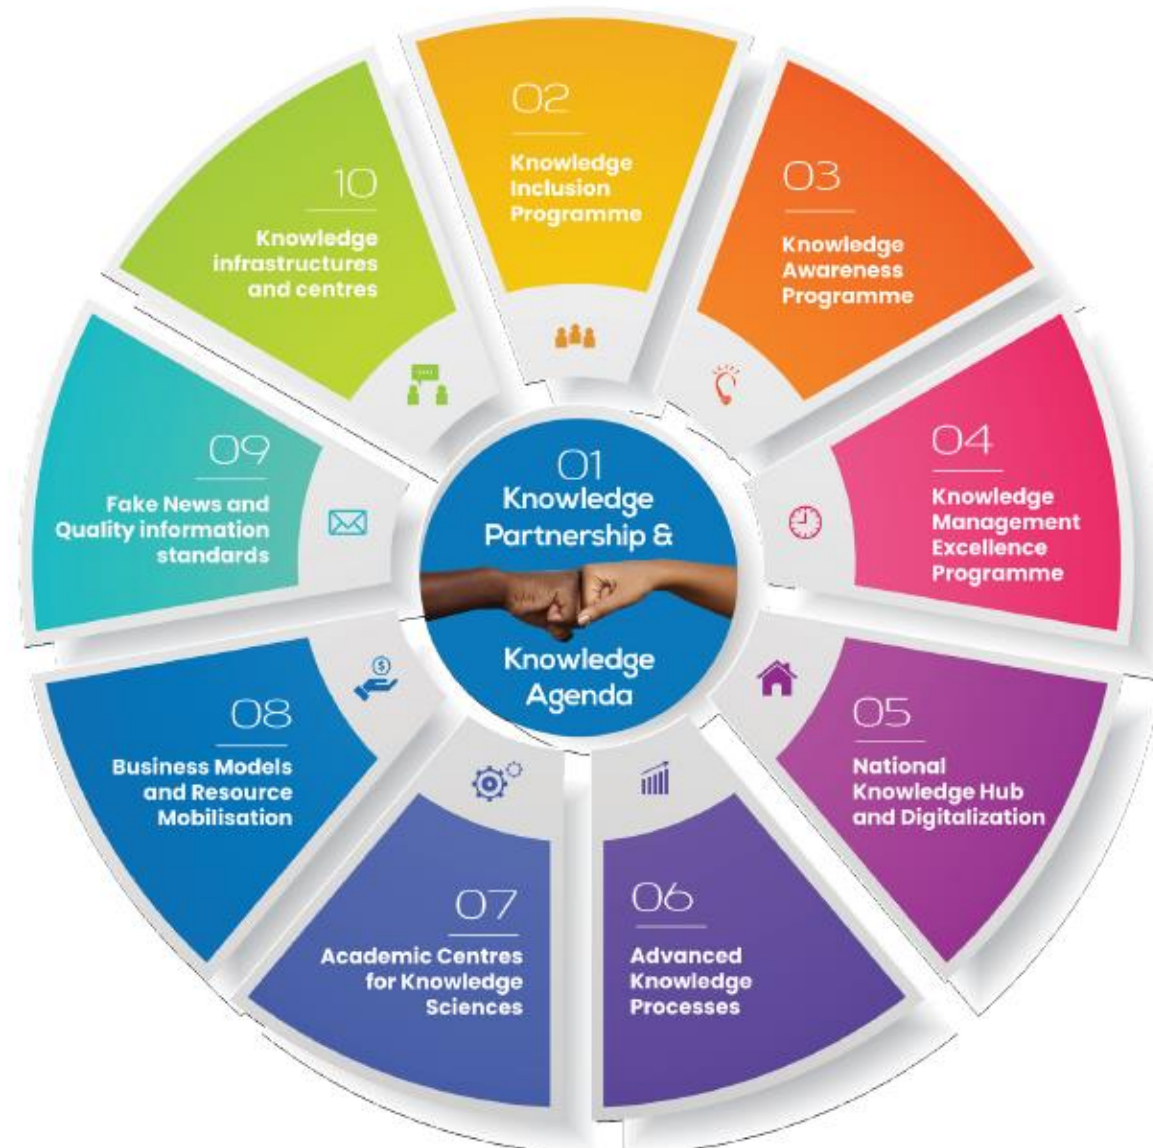 01
Knowledge
Partnership &
Knowledge
Agenda
02
Knowledge
Inclusion
Programme
03
Knowledge
Awareness
Programme
04
Knowledge
Management
Excellence
Programme
05
National
Knowledge Hub
and Digitalization
06
Advanced
Knowledge
Processes
07
Academic Centres
for Knowledge
Sciences
08
Business Models
and Resource
Mobilisation
09
Fake News and
Quality information
standards
10
Knowledge
infrastructures
and centres